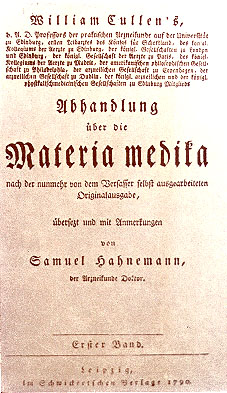 William Cullen's,
d. A. D. Professors der praktischen Arzneikunde auf der Universität
zu Edinburg, ersten Leibarztes des Königs für Schottland, des königl.
Kollegiums der Aerzte zu Edinburg, der königl. Gesellschaften zu London
und Edinburg, der königl. Gesellschaft der Aerzte zu Paris, des königl.
Kollegiums der Aerzte zu Madrit, der amerikanischen philosophischen Gesell-
schaft zu Philadelphia, der arzneilichen Gesellschaft zu Copenhagen, der
arzneilichen Gesellschaft zu Dublin, der königl. arzneilichen und der königl.
physikalischmedicinischen Gesellschaften zu Edinburg Mitglieds
Abhandlung
über die
Materia medika
nach der nunmehr von dem Verfasser selbst ausgearbeiteten
Originalausgabe,
übersetzt und mit Anmerkungen
von
Samuel Hahnemann,
der Arzneikunde Doktor.
Erster Band.
Leipzig,
im Schwickertschen Verlage 1790.